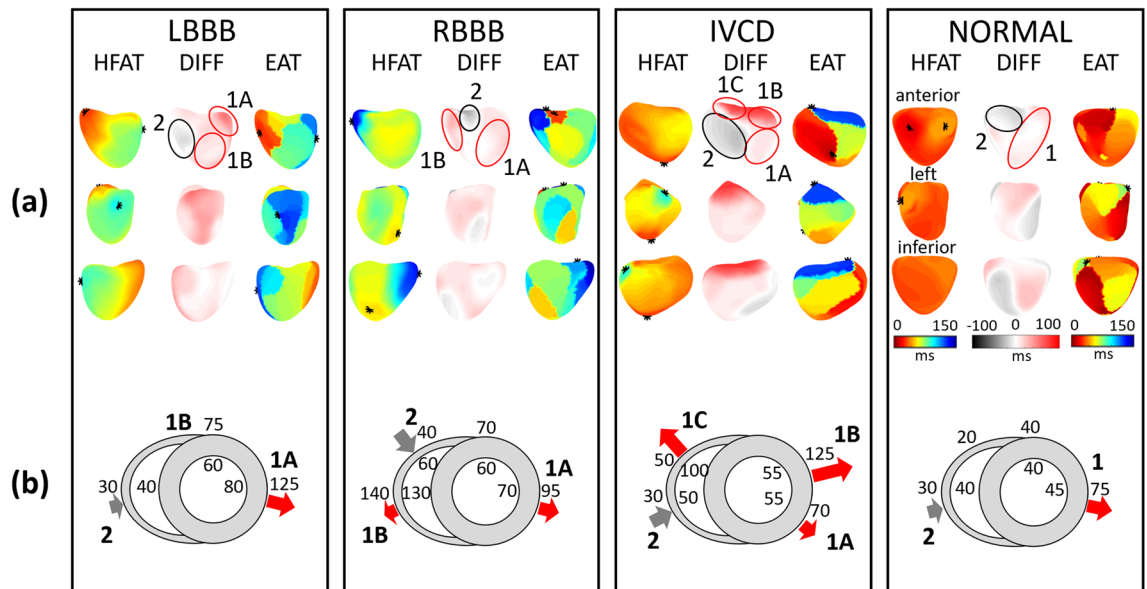 LBBB RBBB IVCD NORMAL
HFAT DIFF EAT HFAT DIFF EAT HFAT DIFF EAT HFAT DIFF EAT
(a)
2 1A 1B
2 1B 1A
1C 1B 2 1A
anterior
2 1
left
inferior
0 150 -100 0 100 0 150
ms ms ms
(b)
1B 75
60 1A
125
30 40 80
2
2 40 70
60 60 1A
140 130 70 95
1B
1C 1B
50 100 55 125
30 50 55 70
2 1A
20 40
40 1
30 40 45 75
2